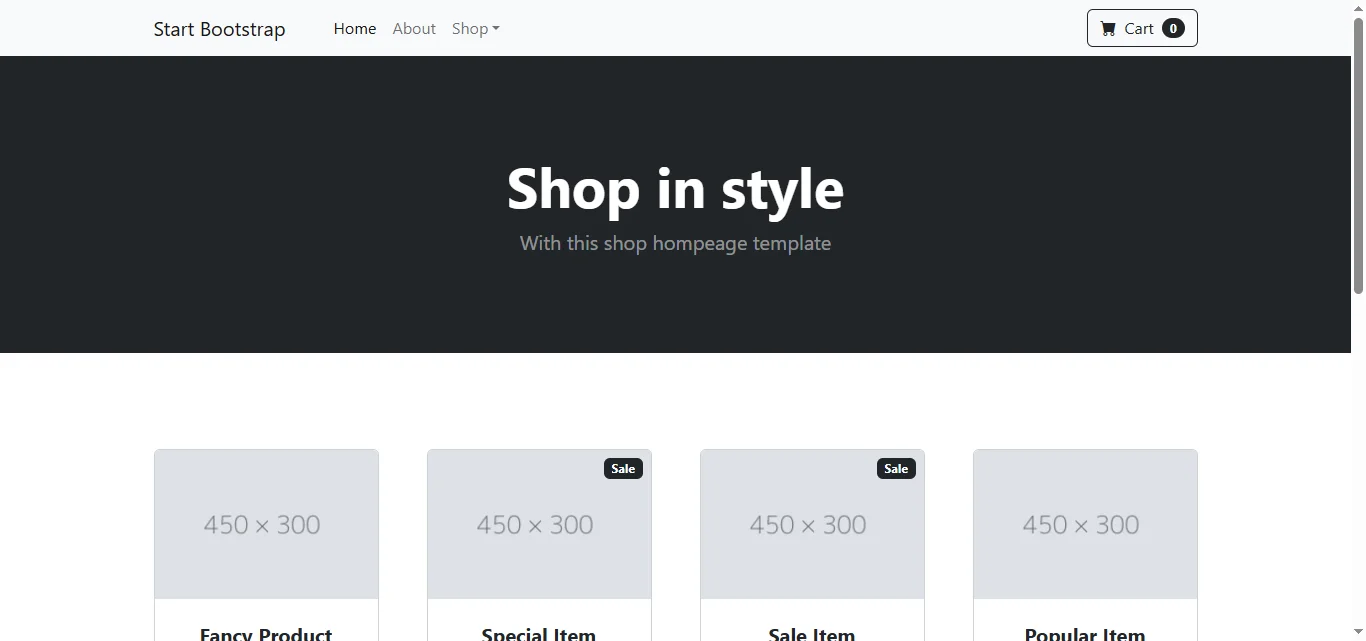 Start Bootstrap Home About Shop Cart 0
Shop in style
With this shop hompeage template
Sale Sale
450 × 300 450 × 300 450 × 300 450 × 300
Fancy Product Special Item Sale Item Popular Item